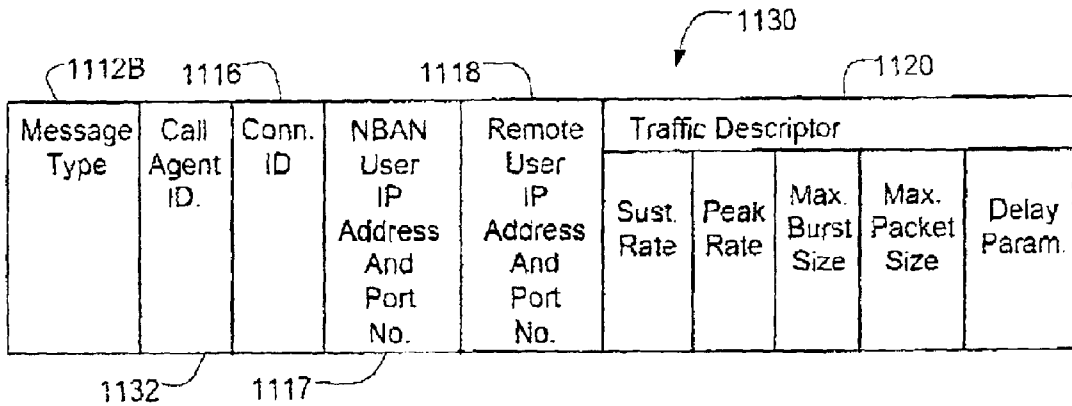 1130
1112B
1116
1118
1120
Message
Type
Call
Agent
ID.
Conn.
ID
NBAN
User
IP
Address
And
Port
No.
Remote
User
IP
Address
And
Port
No.
Traffic Descriptor
Sust.
Rate
Peak
Rate
Max.
Burst
Size
Max.
Packet
Size
Delay
Param.
1132
1117